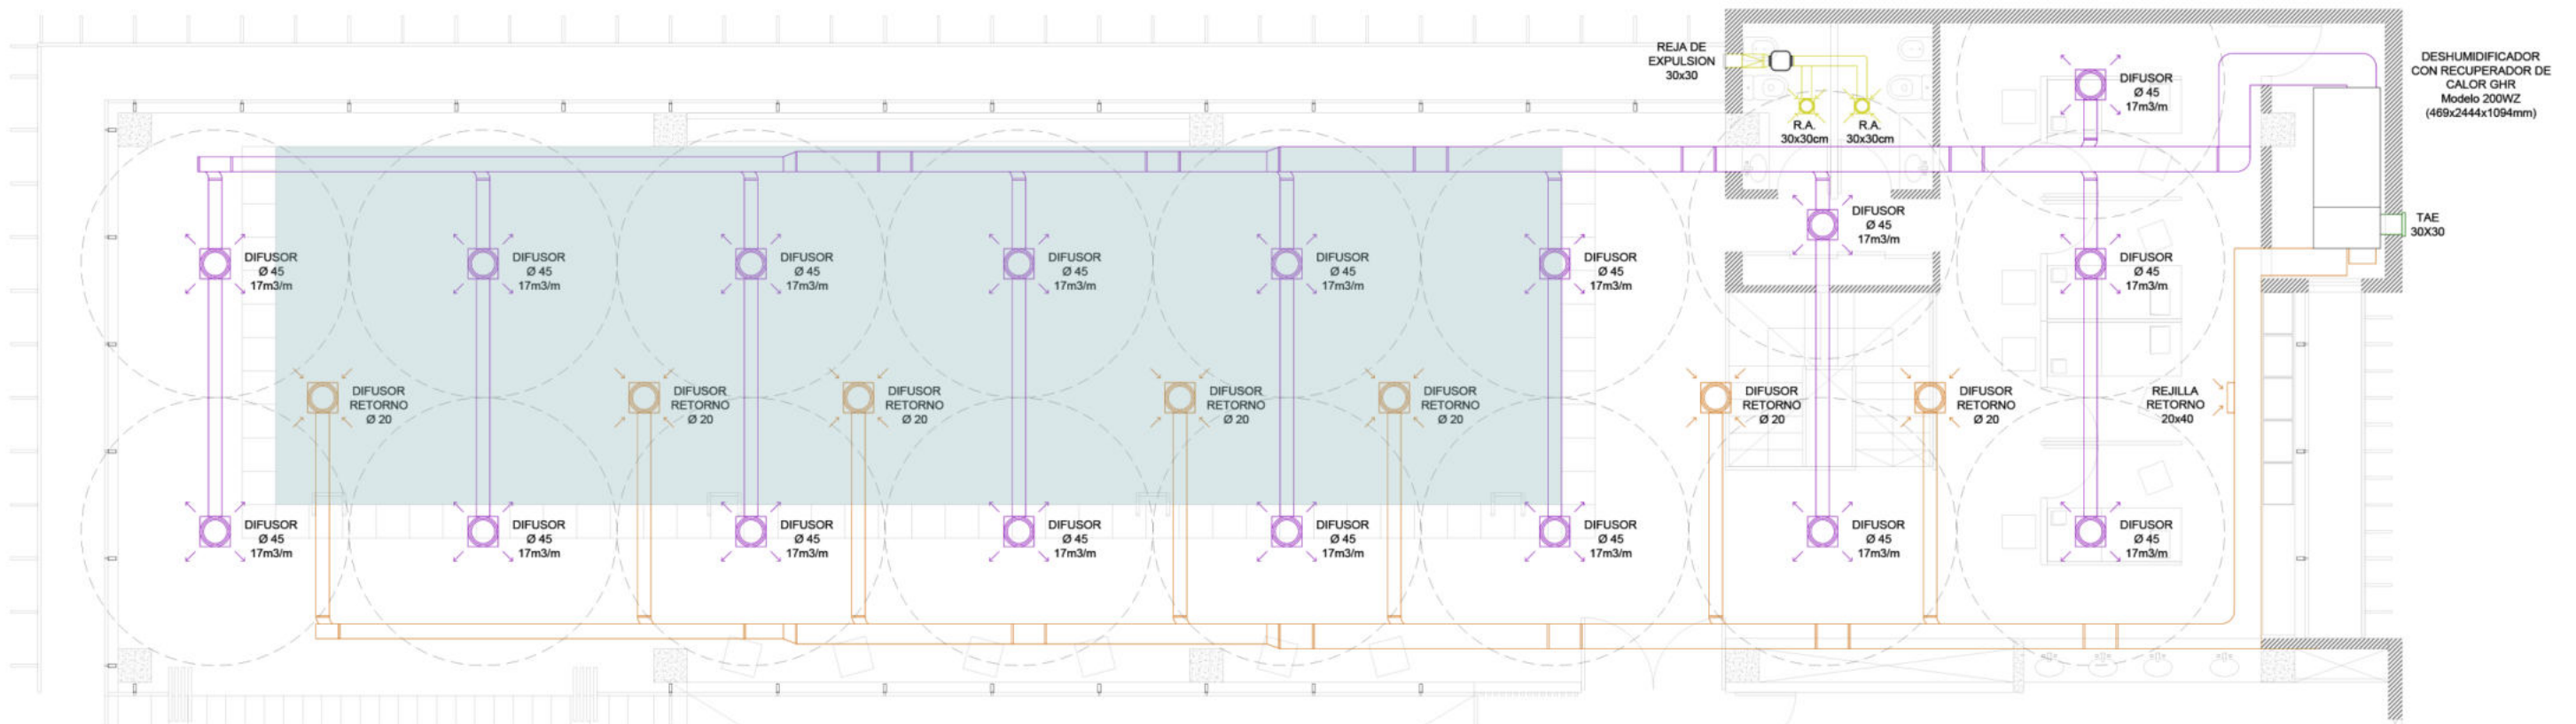 REJA DE
EXPULSION
30x30
R.A.
30x30cm
R.A.
30x30cm
DIFUSOR
Ø 45
17m3/m
DESHUMIDIFICADOR
CON RECUPERADOR DE
CALOR GHR
Modelo 200WZ
(469x2444x1094mm)
TAE
30X30
DIFUSOR
Ø 45
17m3/m
DIFUSOR
Ø 45
17m3/m
DIFUSOR
Ø 45
17m3/m
DIFUSOR
Ø 45
17m3/m
DIFUSOR
Ø 45
17m3/m
DIFUSOR
Ø 45
17m3/m
DIFUSOR
Ø 45
17m3/m
DIFUSOR
Ø 45
17m3/m
DIFUSOR
RETORNO
Ø 20
DIFUSOR
RETORNO
Ø 20
DIFUSOR
RETORNO
Ø 20
DIFUSOR
RETORNO
Ø 20
DIFUSOR
RETORNO
Ø 20
DIFUSOR
RETORNO
Ø 20
DIFUSOR
RETORNO
Ø 20
REJILLA
RETORNO
20x40
DIFUSOR
Ø 45
17m3/m
DIFUSOR
Ø 45
17m3/m
DIFUSOR
Ø 45
17m3/m
DIFUSOR
Ø 45
17m3/m
DIFUSOR
Ø 45
17m3/m
DIFUSOR
Ø 45
17m3/m
DIFUSOR
Ø 45
17m3/m
DIFUSOR
Ø 45
17m3/m